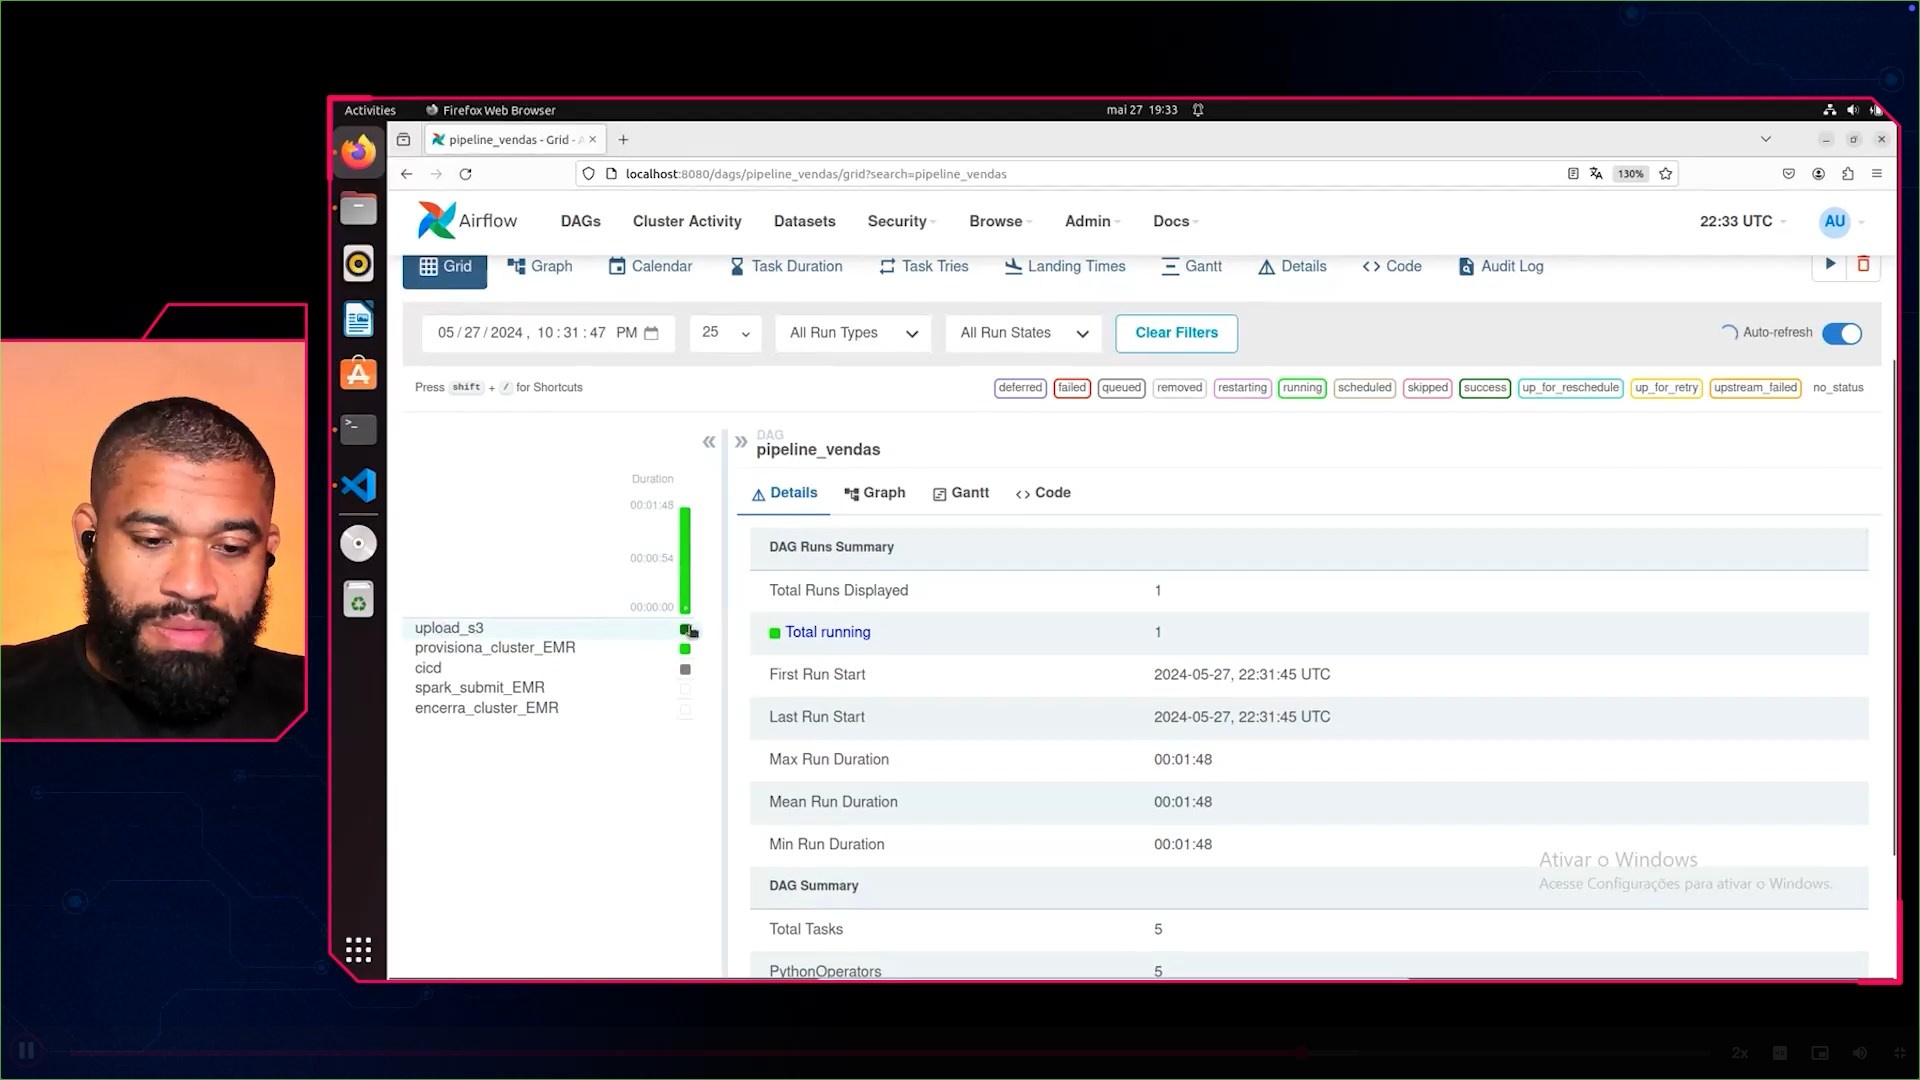 Activities Firefox Web Browser mai 27 19:33
pipeline_vendas - Grid -
localhost:8080/dags/pipeline_vendas/grid?search=pipeline_vendas 130%
Airflow DAGs Cluster Activity Datasets Security Browse Admin Docs 22:33 UTC AU
Grid Graph Calendar Task Duration Task Tries Landing Times Gantt Details Code Audit Log
05/27/2024, 10:31:47 PM 25 All Run Types All Run States Clear Filters Auto-refresh
Press shift + / for Shortcuts deferred failed queued removed restarting running scheduled skipped success up_for_reschedule up_for_retry upstream_failed no_status
DAG
pipeline_vendas
Duration
00:01:48
00:00:54
00:00:00
upload_s3
provisiona_cluster_EMR
cicd
spark_submit_EMR
encerra_cluster_EMR
Details Graph Gantt Code
DAG Runs Summary
Total Runs Displayed 1
Total running 1
First Run Start 2024-05-27, 22:31:45 UTC
Last Run Start 2024-05-27, 22:31:45 UTC
Max Run Duration 00:01:48
Mean Run Duration 00:01:48
Min Run Duration 00:01:48
DAG Summary
Total Tasks 5
PythonOperators 5
Ativar o Windows
Acesse Configurações para ativar o Windows.
2x